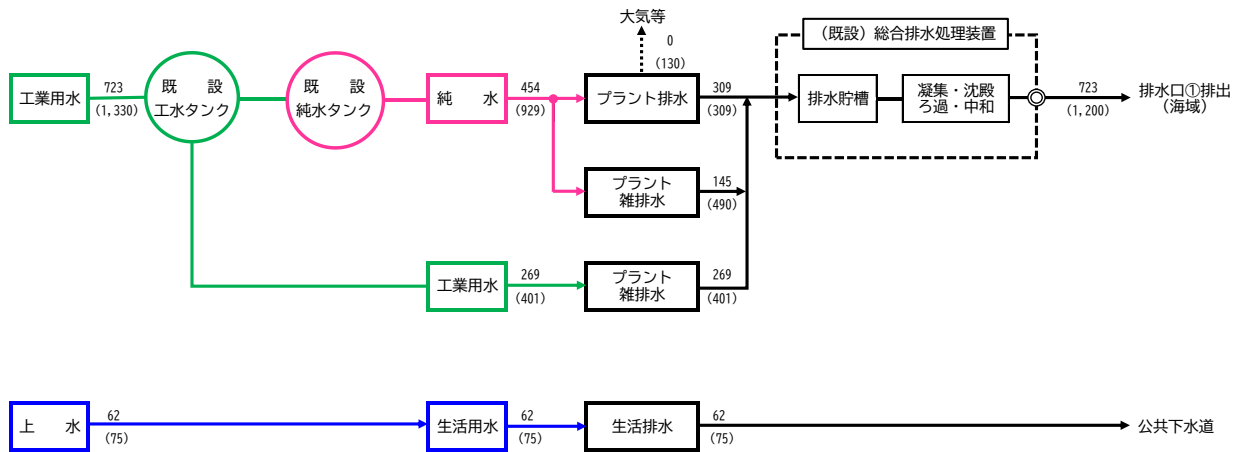 大気等
0
(130)
(既設)総合排水処理装置
工業用水
723
(1,330)
既 設
工水タンク
既 設
純水タンク
純 水
454
(929)
プラント排水
309
(309)
排水貯槽
凝集・沈殿
ろ過・中和
723
(1,200)
排水口①排出
(海域)
プラント
雑排水
145
(490)
工業用水
269
(401)
プラント
雑排水
269
(401)
上 水
62
(75)
生活用水
62
(75)
生活排水
62
(75)
公共下水道